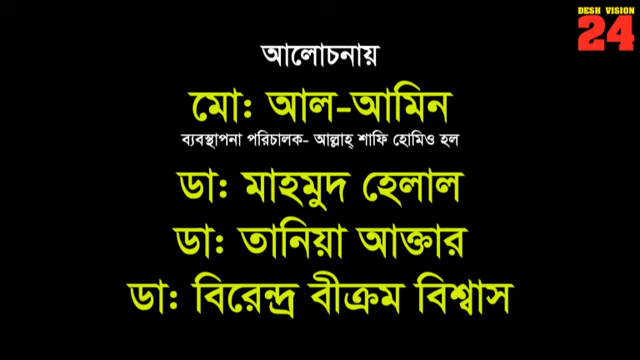 DESH VISION
24
আলোচনায়
মো: আল-আমিন
ব্যবস্থাপনা পরিচালক- আল্লাহ্ শাফি হোমিও হল
ডা: মাহমুদ হেলাল
ডা: তানিয়া আক্তার
ডা: বিরেন্দ্র বীক্রম বিশ্বাস